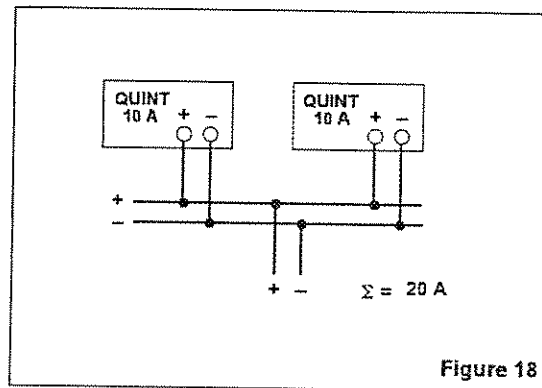 QUINT
10 A + −
QUINT
10 A + −
+
−
+ − Σ = 20 A
Figure 18